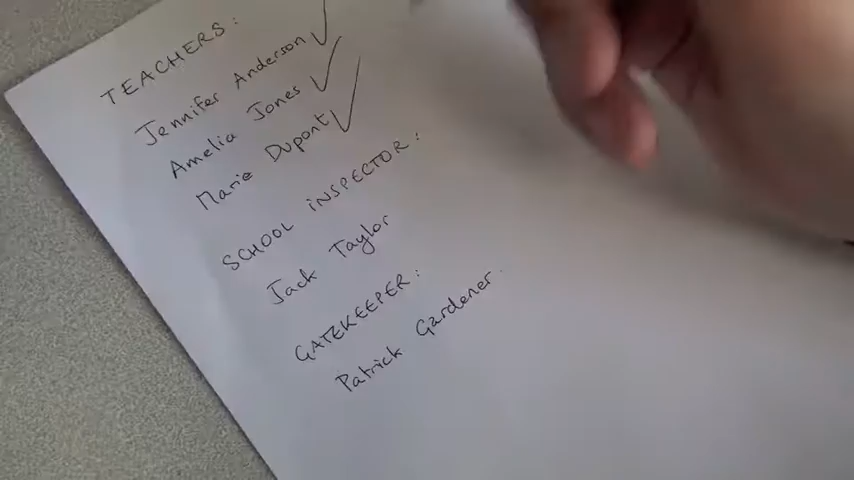 TEACHERS:
Jennifer Anderson ✓
Amelia Jones ✓
Marie Dupont ✓
SCHOOL INSPECTOR:
Jack Taylor
GATEKEEPER:
Patrick Gardener.